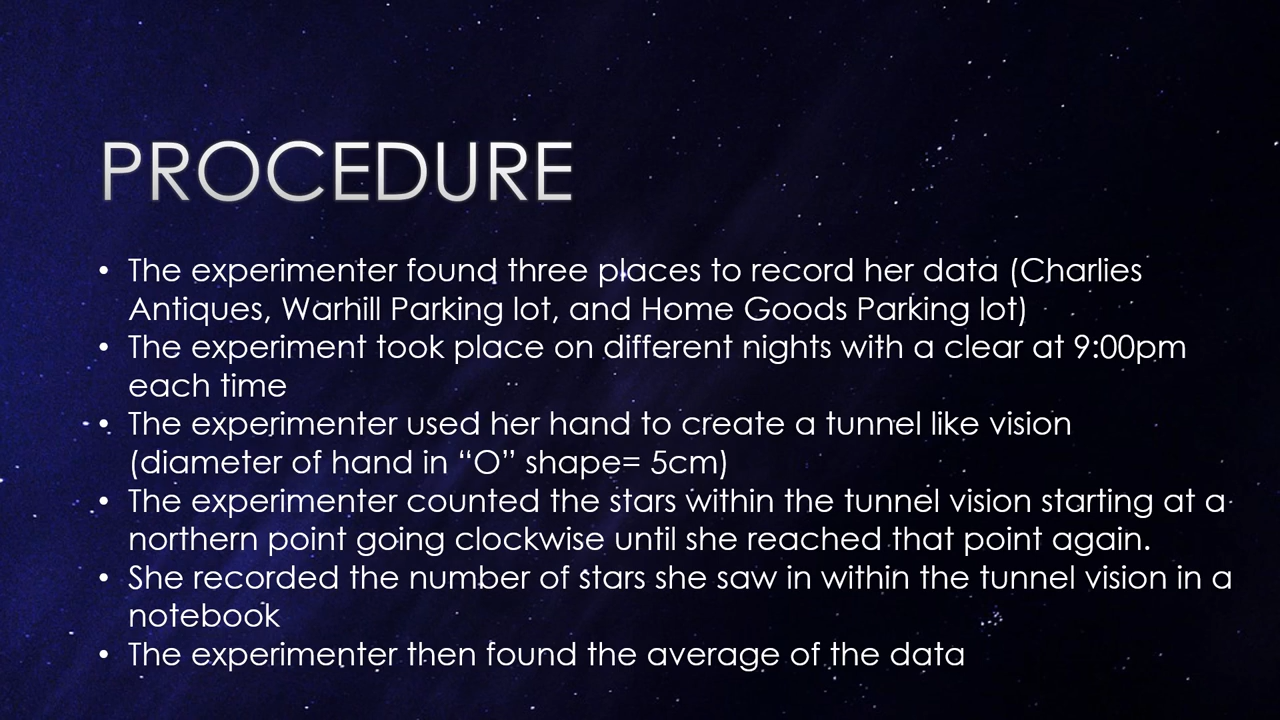 PROCEDURE
• The experimenter found three places to record her data (Charlies
Antiques, Warhill Parking lot, and Home Goods Parking lot)
• The experiment took place on different nights with a clear at 9:00pm
each time
• The experimenter used her hand to create a tunnel like vision
(diameter of hand in “O” shape= 5cm)
• The experimenter counted the stars within the tunnel vision starting at a
northern point going clockwise until she reached that point again.
• She recorded the number of stars she saw in within the tunnel vision in a
notebook
• The experimenter then found the average of the data